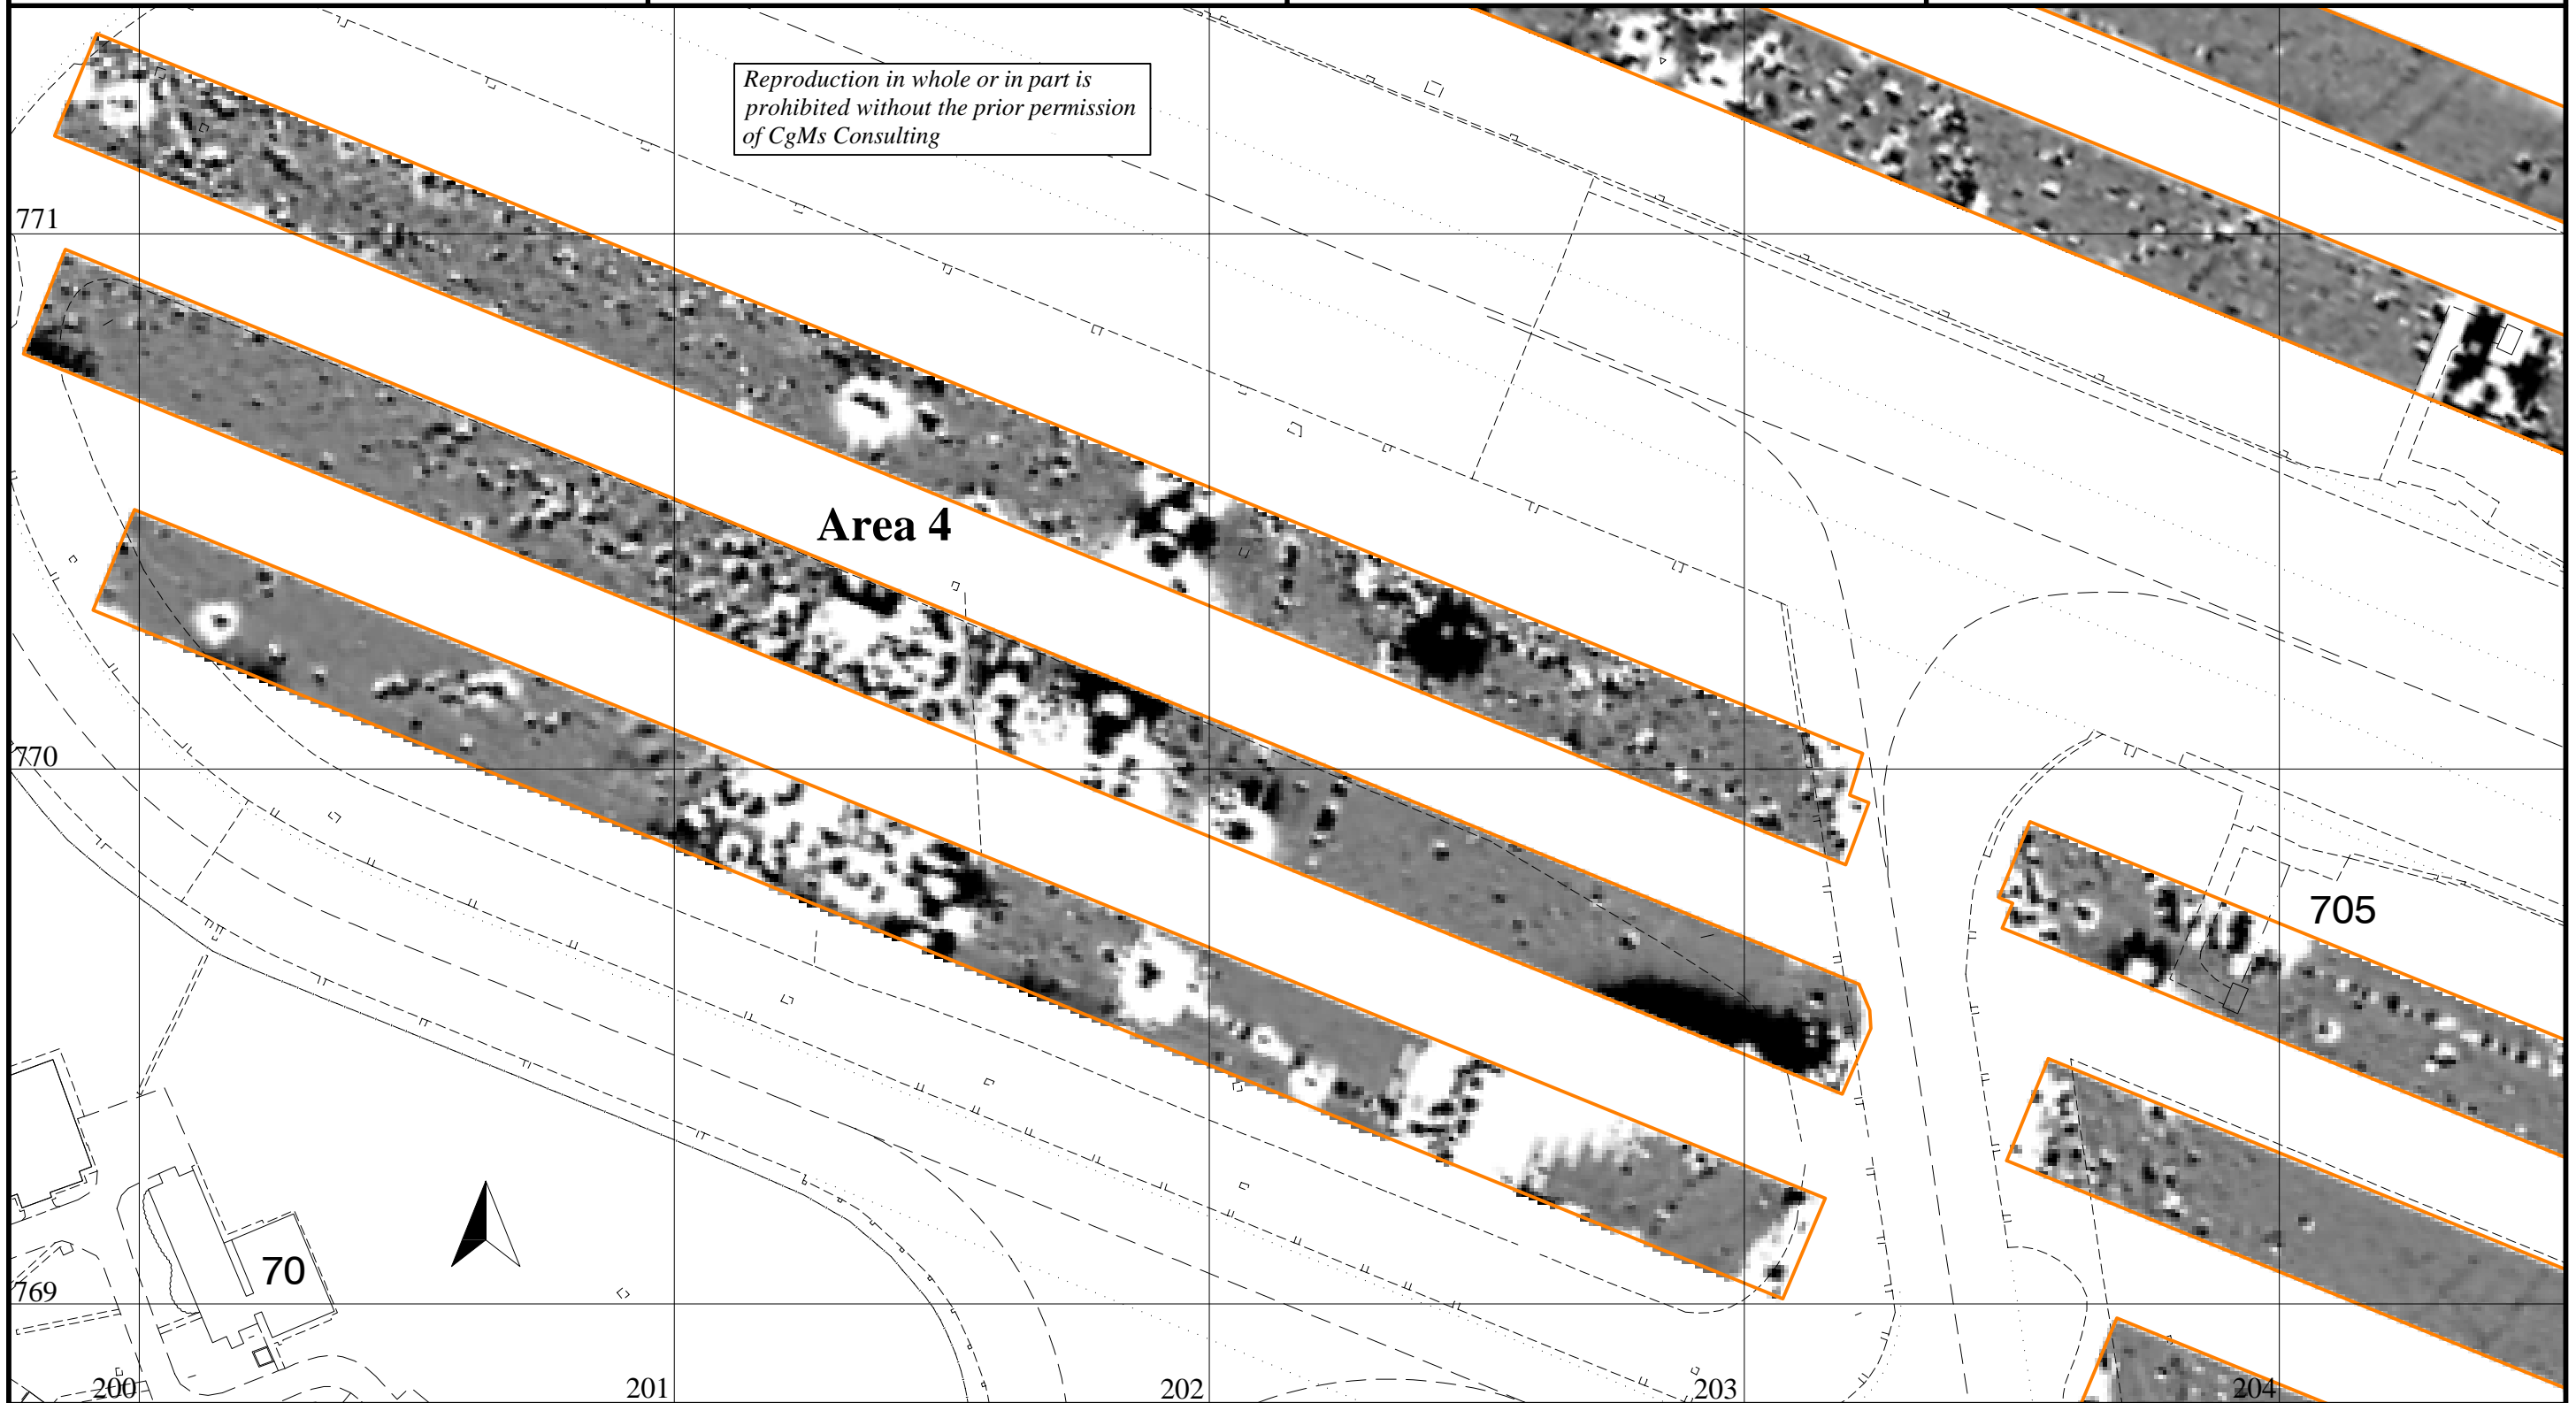 Reproduction in whole or in part is
prohibited without the prior permission
of CgMs Consulting
771
Area 4
770
705
70
769
200
201
202
203
204